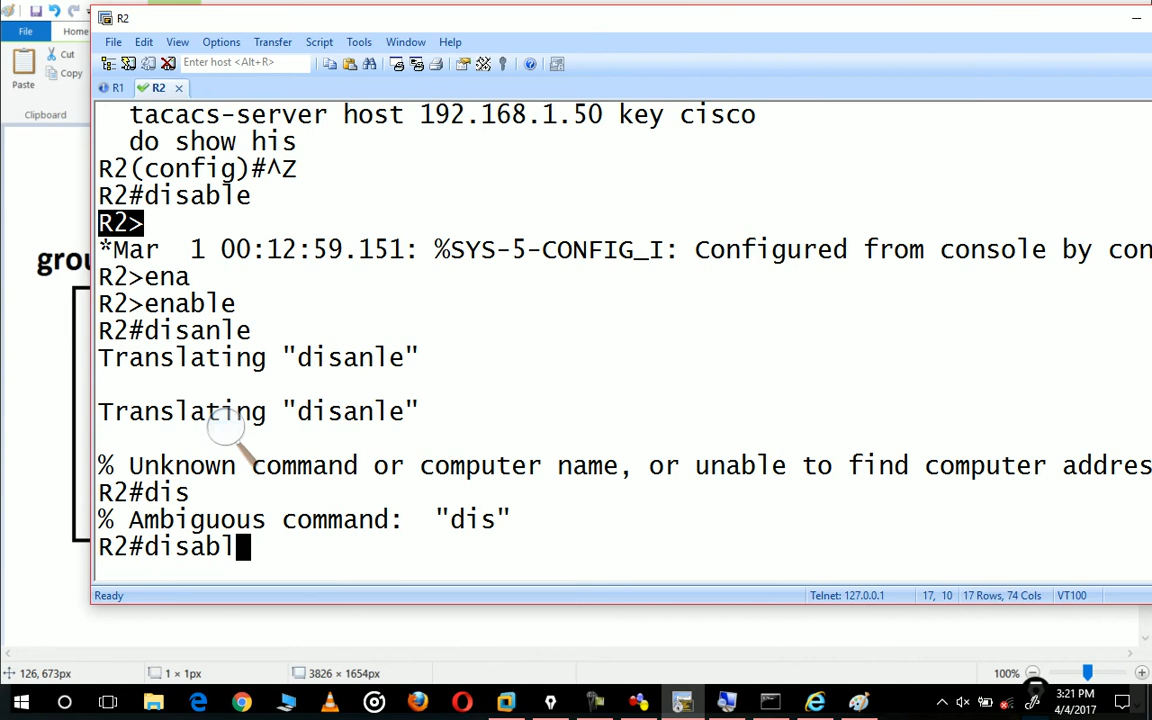 R2
File
Home
File Edit View Options Transfer Script Tools Window Help
Cut
Copy
Paste
Enter host <Alt+R>
R1
R2
Clipboard
tacacs-server host 192.168.1.50 key cisco
do show his
R2(config)#^Z
R2#disable
R2>
*Mar  1 00:12:59.151: %SYS-5-CONFIG_I: Configured from console by con
grou
R2>ena
R2>enable
R2#disanle
Translating "disanle"
Translating "disanle"
% Unknown command or computer name, or unable to find computer addres
R2#dis
% Ambiguous command:  "dis"
R2#disabl
Ready
Telnet: 127.0.0.1
17, 10
17 Rows, 74 Cols
VT100
126, 673px
1 × 1px
3826 × 1654px
100%
3:21 PM
4/4/2017